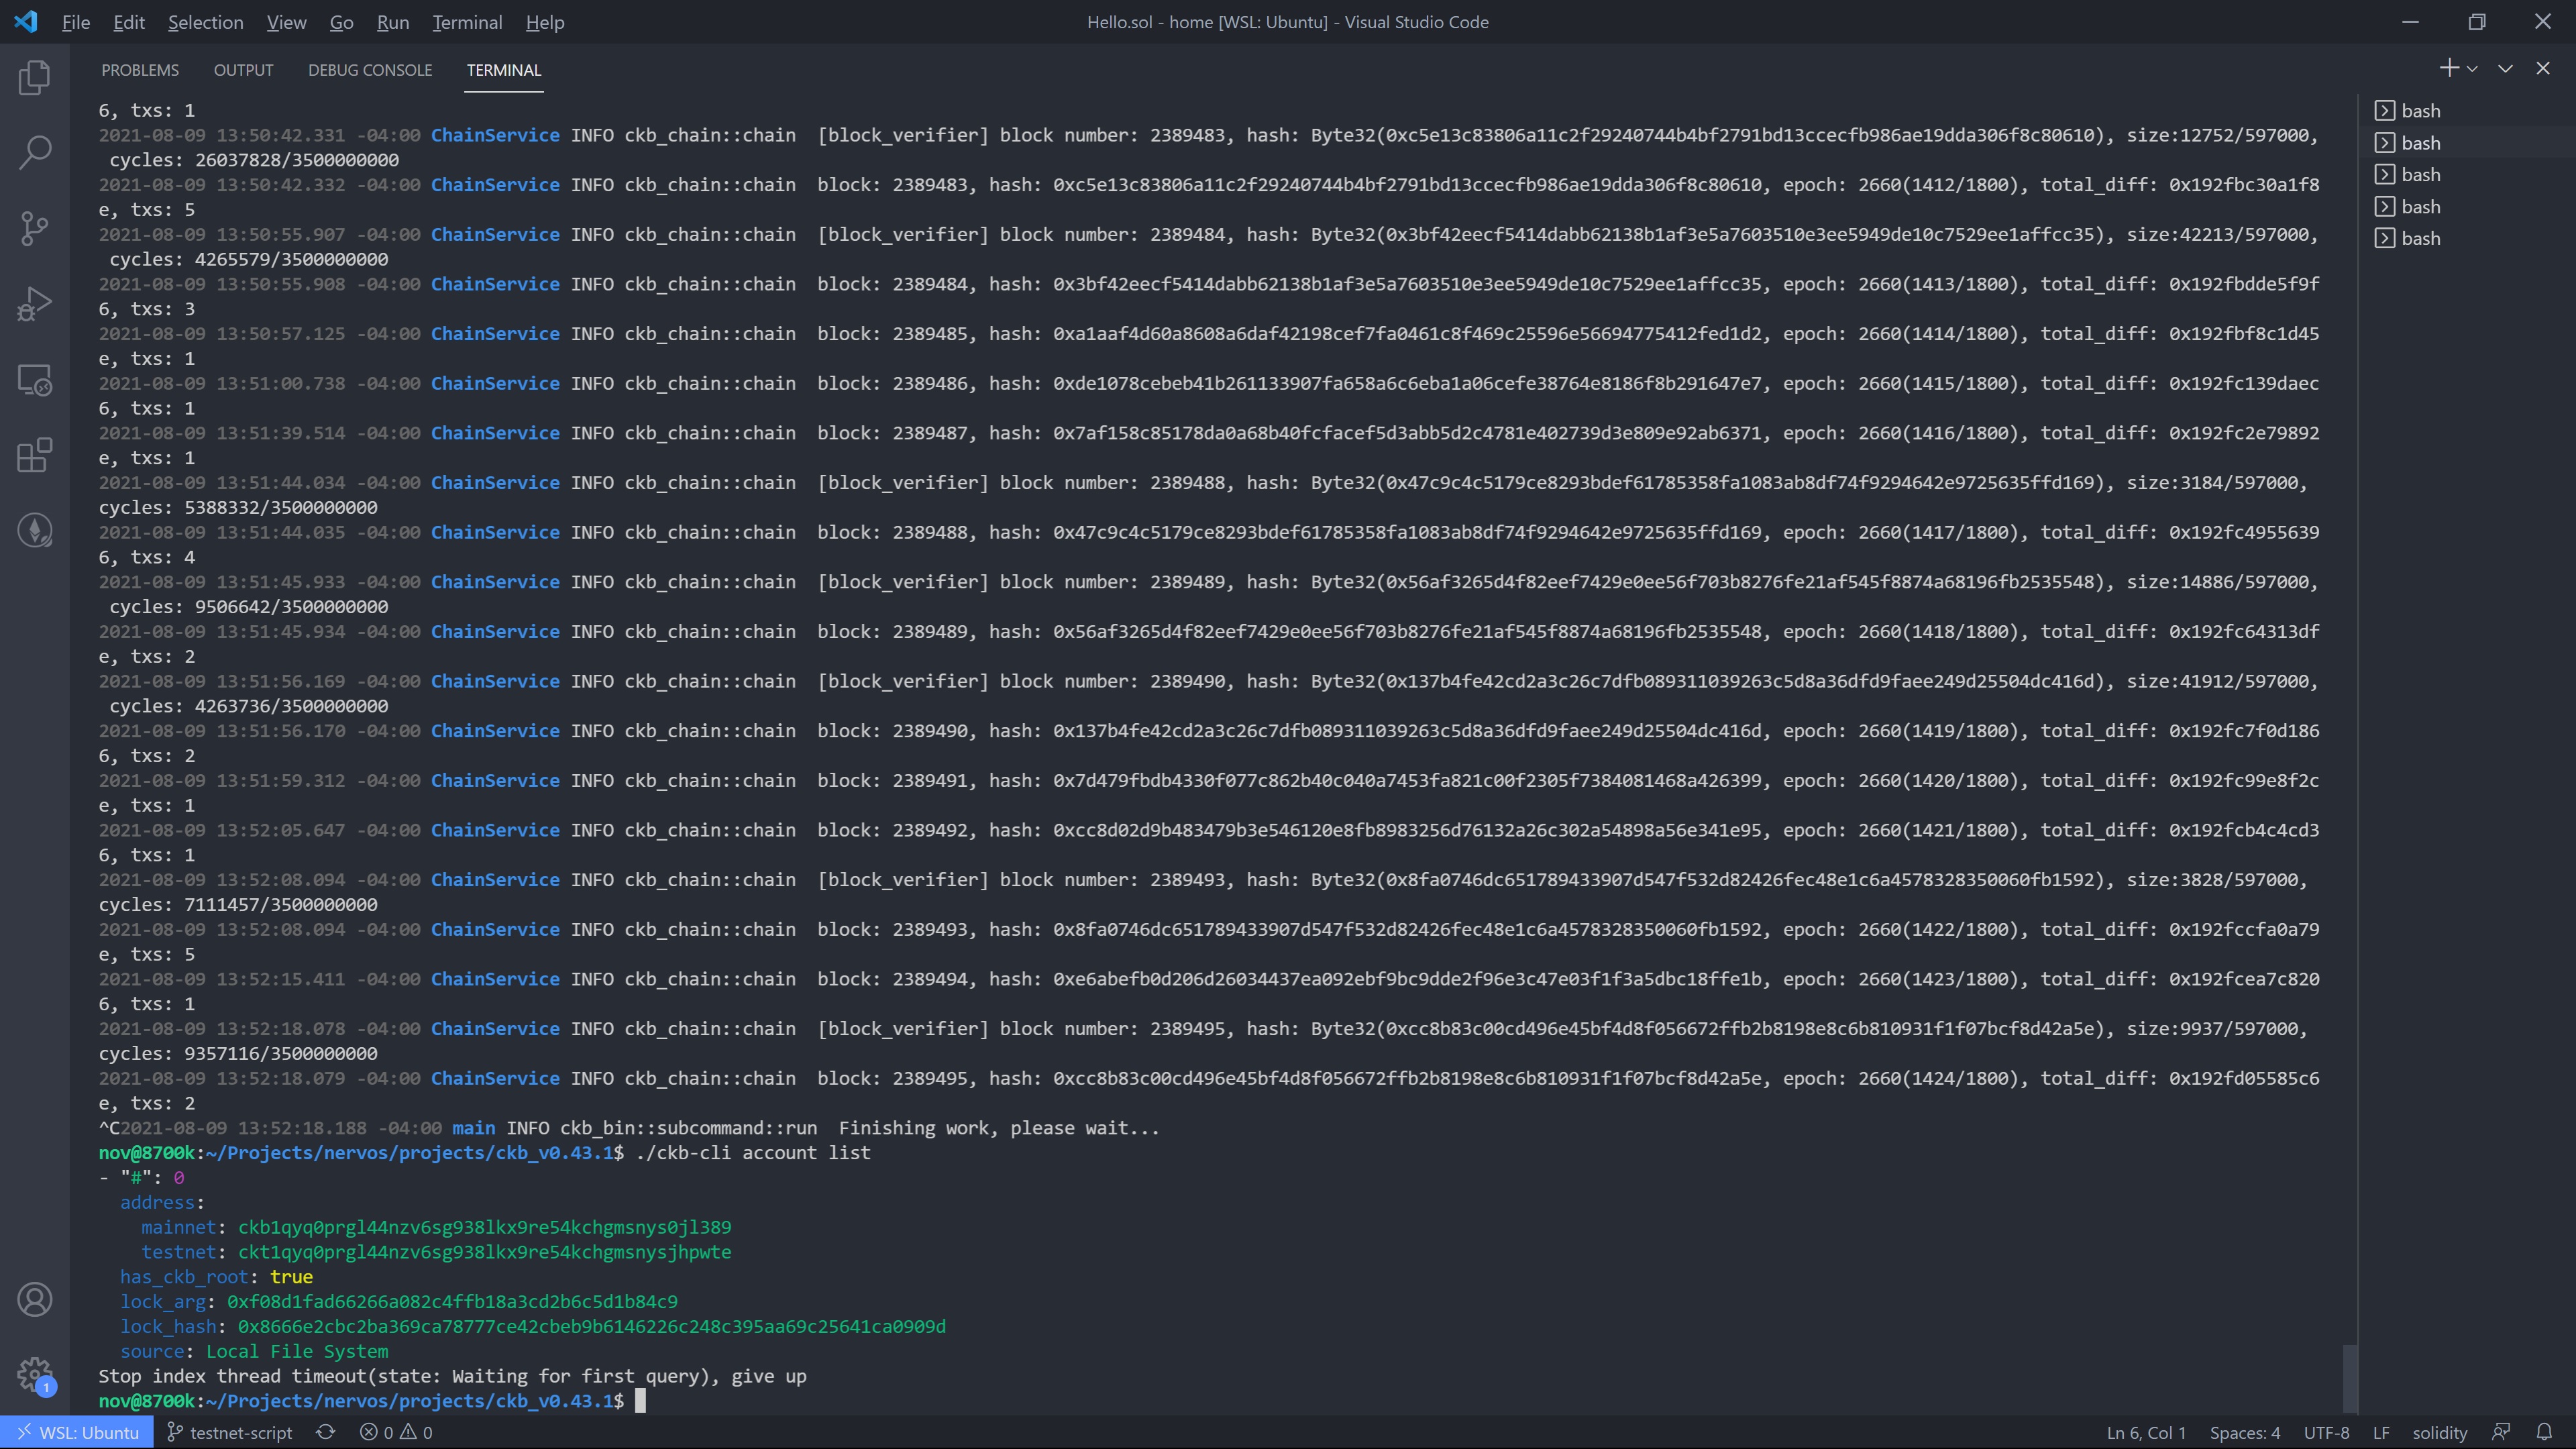 File Edit Selection View Go Run Terminal Help
Hello.sol - home [WSL: Ubuntu] - Visual Studio Code
PROBLEMS OUTPUT DEBUG CONSOLE TERMINAL
6, txs: 1
2021-08-09 13:50:42.331 -04:00 ChainService INFO ckb_chain::chain [block_verifier] block number: 2389483, hash: Byte32(0xc5e13c83806a11c2f29240744b4bf2791bd13ccecfb986ae19dda306f8c80610), size:12752/597000,
cycles: 26037828/3500000000
2021-08-09 13:50:42.332 -04:00 ChainService INFO ckb_chain::chain block: 2389483, hash: 0xc5e13c83806a11c2f29240744b4bf2791bd13ccecfb986ae19dda306f8c80610, epoch: 2660(1412/1800), total_diff: 0x192fbc30a1f8
e, txs: 5
2021-08-09 13:50:55.907 -04:00 ChainService INFO ckb_chain::chain [block_verifier] block number: 2389484, hash: Byte32(0x3bf42eecf5414dabb62138b1af3e5a7603510e3ee5949de10c7529ee1affcc35), size:42213/597000,
cycles: 4265579/3500000000
2021-08-09 13:50:55.908 -04:00 ChainService INFO ckb_chain::chain block: 2389484, hash: 0x3bf42eecf5414dabb62138b1af3e5a7603510e3ee5949de10c7529ee1affcc35, epoch: 2660(1413/1800), total_diff: 0x192fbdde5f9f
6, txs: 3
2021-08-09 13:50:57.125 -04:00 ChainService INFO ckb_chain::chain block: 2389485, hash: 0xa1aaf4d60a8608a6daf42198cef7fa0461c8f469c25596e56694775412fed1d2, epoch: 2660(1414/1800), total_diff: 0x192fbf8c1d45
e, txs: 1
2021-08-09 13:51:00.738 -04:00 ChainService INFO ckb_chain::chain block: 2389486, hash: 0xde1078cebeb41b261133907fa658a6c6eba1a06cefe38764e8186f8b291647e7, epoch: 2660(1415/1800), total_diff: 0x192fc139daec
6, txs: 1
2021-08-09 13:51:39.514 -04:00 ChainService INFO ckb_chain::chain block: 2389487, hash: 0x7af158c85178da0a68b40fcfacef5d3abb5d2c4781e402739d3e809e92ab6371, epoch: 2660(1416/1800), total_diff: 0x192fc2e79892
e, txs: 1
2021-08-09 13:51:44.034 -04:00 ChainService INFO ckb_chain::chain [block_verifier] block number: 2389488, hash: Byte32(0x47c9c4c5179ce8293bdef61785358fa1083ab8df74f9294642e9725635ffd169), size:3184/597000,
cycles: 5388332/3500000000
2021-08-09 13:51:44.035 -04:00 ChainService INFO ckb_chain::chain block: 2389488, hash: 0x47c9c4c5179ce8293bdef61785358fa1083ab8df74f9294642e9725635ffd169, epoch: 2660(1417/1800), total_diff: 0x192fc4955639
6, txs: 4
2021-08-09 13:51:45.933 -04:00 ChainService INFO ckb_chain::chain [block_verifier] block number: 2389489, hash: Byte32(0x56af3265d4f82eef7429e0ee56f703b8276fe21af545f8874a68196fb2535548), size:14886/597000,
cycles: 9506642/3500000000
2021-08-09 13:51:45.934 -04:00 ChainService INFO ckb_chain::chain block: 2389489, hash: 0x56af3265d4f82eef7429e0ee56f703b8276fe21af545f8874a68196fb2535548, epoch: 2660(1418/1800), total_diff: 0x192fc64313df
e, txs: 2
2021-08-09 13:51:56.169 -04:00 ChainService INFO ckb_chain::chain [block_verifier] block number: 2389490, hash: Byte32(0x137b4fe42cd2a3c26c7dfb089311039263c5d8a36dfd9faee249d25504dc416d), size:41912/597000,
cycles: 4263736/3500000000
2021-08-09 13:51:56.170 -04:00 ChainService INFO ckb_chain::chain block: 2389490, hash: 0x137b4fe42cd2a3c26c7dfb089311039263c5d8a36dfd9faee249d25504dc416d, epoch: 2660(1419/1800), total_diff: 0x192fc7f0d186
6, txs: 2
2021-08-09 13:51:59.312 -04:00 ChainService INFO ckb_chain::chain block: 2389491, hash: 0x7d479fbdb4330f077c862b40c040a7453fa821c00f2305f7384081468a426399, epoch: 2660(1420/1800), total_diff: 0x192fc99e8f2c
e, txs: 1
2021-08-09 13:52:05.647 -04:00 ChainService INFO ckb_chain::chain block: 2389492, hash: 0xcc8d02d9b483479b3e546120e8fb8983256d76132a26c302a54898a56e341e95, epoch: 2660(1421/1800), total_diff: 0x192fcb4c4cd3
6, txs: 1
2021-08-09 13:52:08.094 -04:00 ChainService INFO ckb_chain::chain [block_verifier] block number: 2389493, hash: Byte32(0x8fa0746dc651789433907d547f532d82426fec48e1c6a4578328350060fb1592), size:3828/597000,
cycles: 7111457/3500000000
2021-08-09 13:52:08.094 -04:00 ChainService INFO ckb_chain::chain block: 2389493, hash: 0x8fa0746dc651789433907d547f532d82426fec48e1c6a4578328350060fb1592, epoch: 2660(1422/1800), total_diff: 0x192fccfa0a79
e, txs: 5
2021-08-09 13:52:15.411 -04:00 ChainService INFO ckb_chain::chain block: 2389494, hash: 0xe6abefb0d206d26034437ea092ebf9bc9dde2f96e3c47e03f1f3a5dbc18ffe1b, epoch: 2660(1423/1800), total_diff: 0x192fcea7c820
6, txs: 1
2021-08-09 13:52:18.078 -04:00 ChainService INFO ckb_chain::chain [block_verifier] block number: 2389495, hash: Byte32(0xcc8b83c00cd496e45bf4d8f056672ffb2b8198e8c6b810931f1f07bcf8d42a5e), size:9937/597000,
cycles: 9357116/3500000000
2021-08-09 13:52:18.079 -04:00 ChainService INFO ckb_chain::chain block: 2389495, hash: 0xcc8b83c00cd496e45bf4d8f056672ffb2b8198e8c6b810931f1f07bcf8d42a5e, epoch: 2660(1424/1800), total_diff: 0x192fd05585c6
e, txs: 2
^C2021-08-09 13:52:18.188 -04:00 main INFO ckb_bin::subcommand::run Finishing work, please wait...
nov@8700k:~/Projects/nervos/projects/ckb_v0.43.1$ ./ckb-cli account list
- "#": 0
address:
mainnet: ckb1qyq0prgl44nzv6sg938lkx9re54kchgmsnys0jl389
testnet: ckt1qyq0prgl44nzv6sg938lkx9re54kchgmsnysjhpwte
has_ckb_root: true
lock_arg: 0xf08d1fad66266a082c4ffb18a3cd2b6c5d1b84c9
lock_hash: 0x8666e2cbc2ba369ca78777ce42cbeb9b6146226c248c395aa69c25641ca0909d
source: Local File System
Stop index thread timeout(state: Waiting for first query), give up
nov@8700k:~/Projects/nervos/projects/ckb_v0.43.1$
bash
bash
bash
bash
bash
1
WSL: Ubuntu testnet-script 0 0
Ln 6, Col 1 Spaces: 4 UTF-8 LF solidity